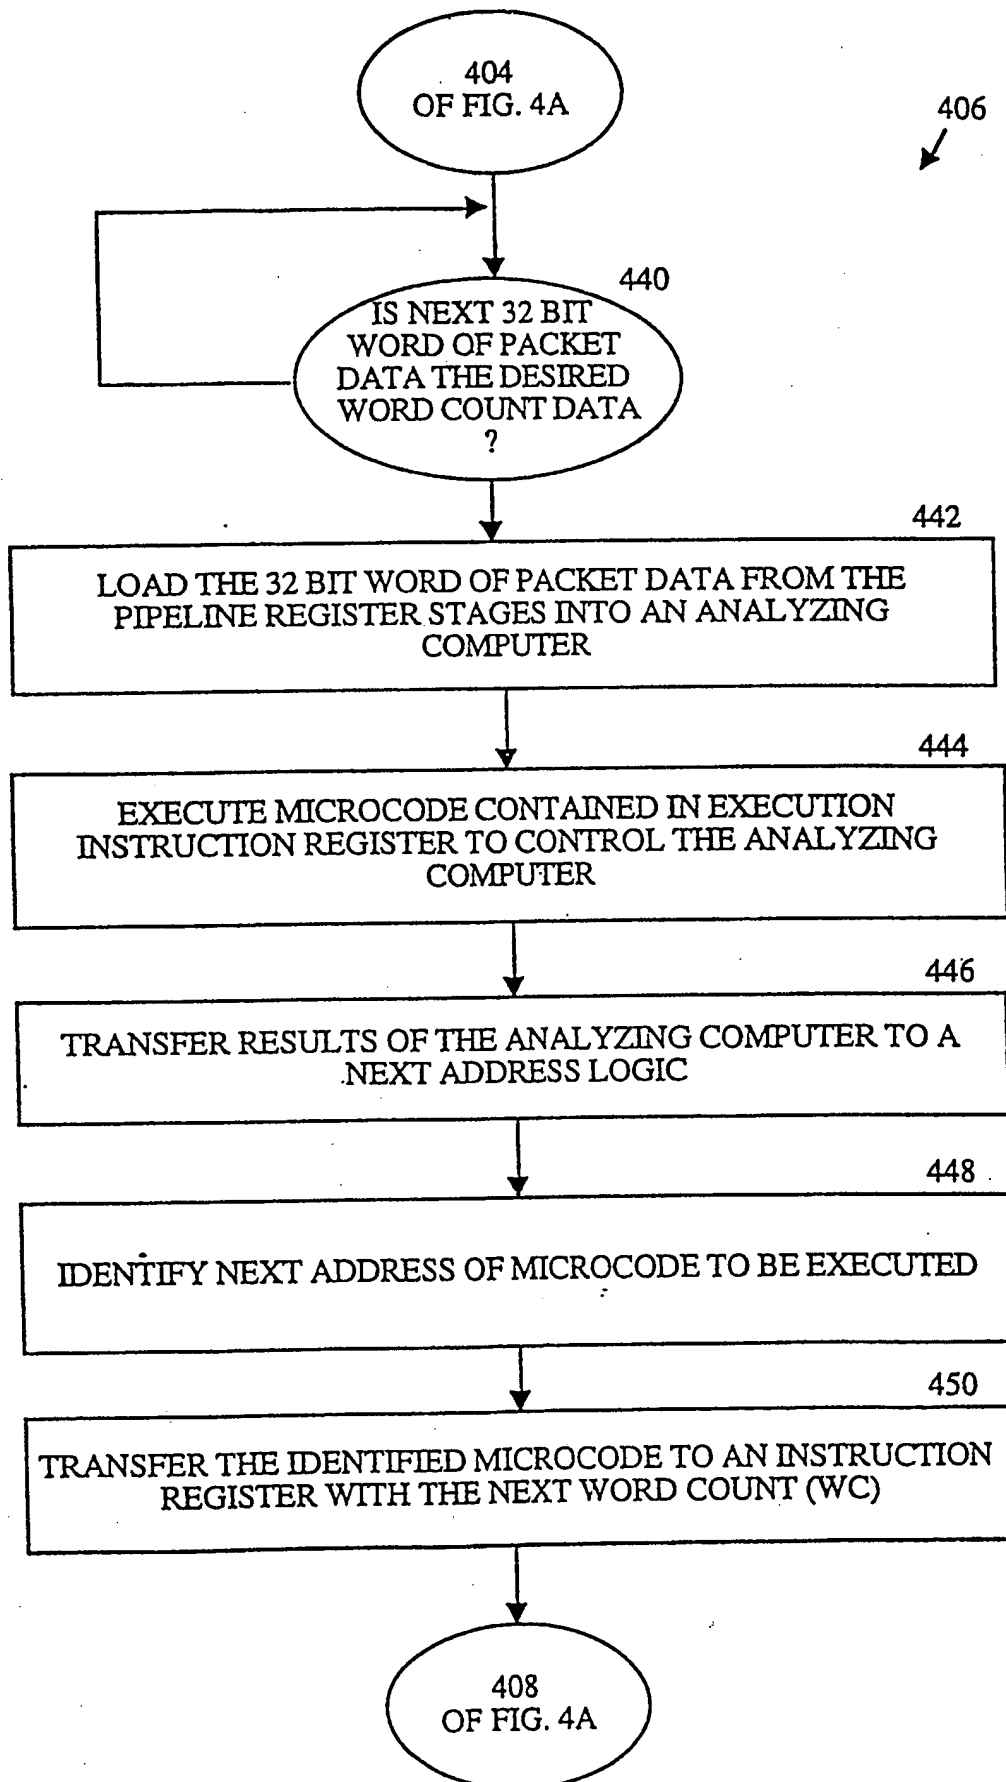 404
OF FIG. 4A
406
440
IS NEXT 32 BIT
WORD OF PACKET
DATA THE DESIRED
WORD COUNT DATA
?
442
LOAD THE 32 BIT WORD OF PACKET DATA FROM THE
PIPELINE REGISTER STAGES INTO AN ANALYZING
COMPUTER
444
EXECUTE MICROCODE CONTAINED IN EXECUTION
INSTRUCTION REGISTER TO CONTROL THE ANALYZING
COMPUTER
446
TRANSFER RESULTS OF THE ANALYZING COMPUTER TO A
NEXT ADDRESS LOGIC
448
IDENTIFY NEXT ADDRESS OF MICROCODE TO BE EXECUTED
450
TRANSFER THE IDENTIFIED MICROCODE TO AN INSTRUCTION
REGISTER WITH THE NEXT WORD COUNT (WC)
408
OF FIG. 4A